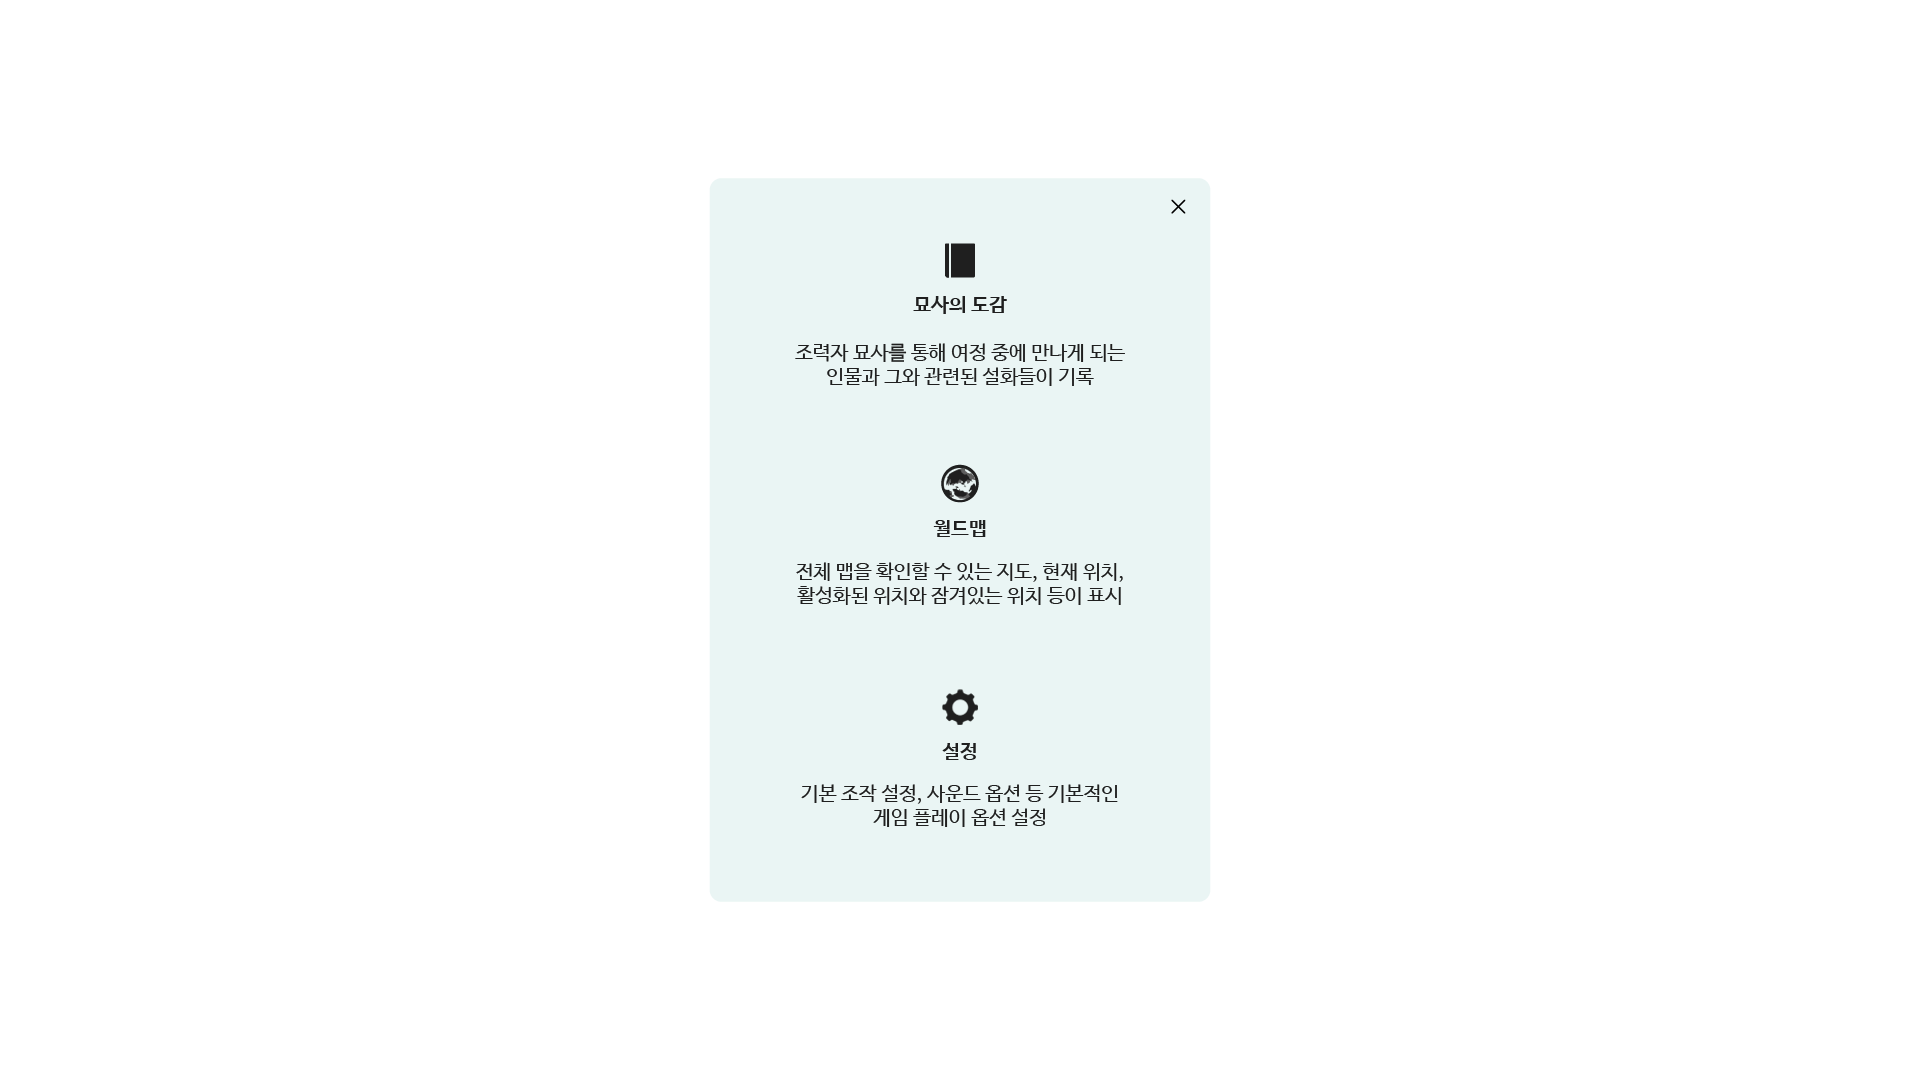 묘사의 도감
조력자 묘사를 통해 여정 중에 만나게 되는
인물과 그와 관련된 설화들이 기록
월드맵
전체 맵을 확인할 수 있는 지도, 현재 위치,
활성화된 위치와 잠겨있는 위치 등이 표시
설정
기본 조작 설정, 사운드 옵션 등 기본적인
게임 플레이 옵션 설정